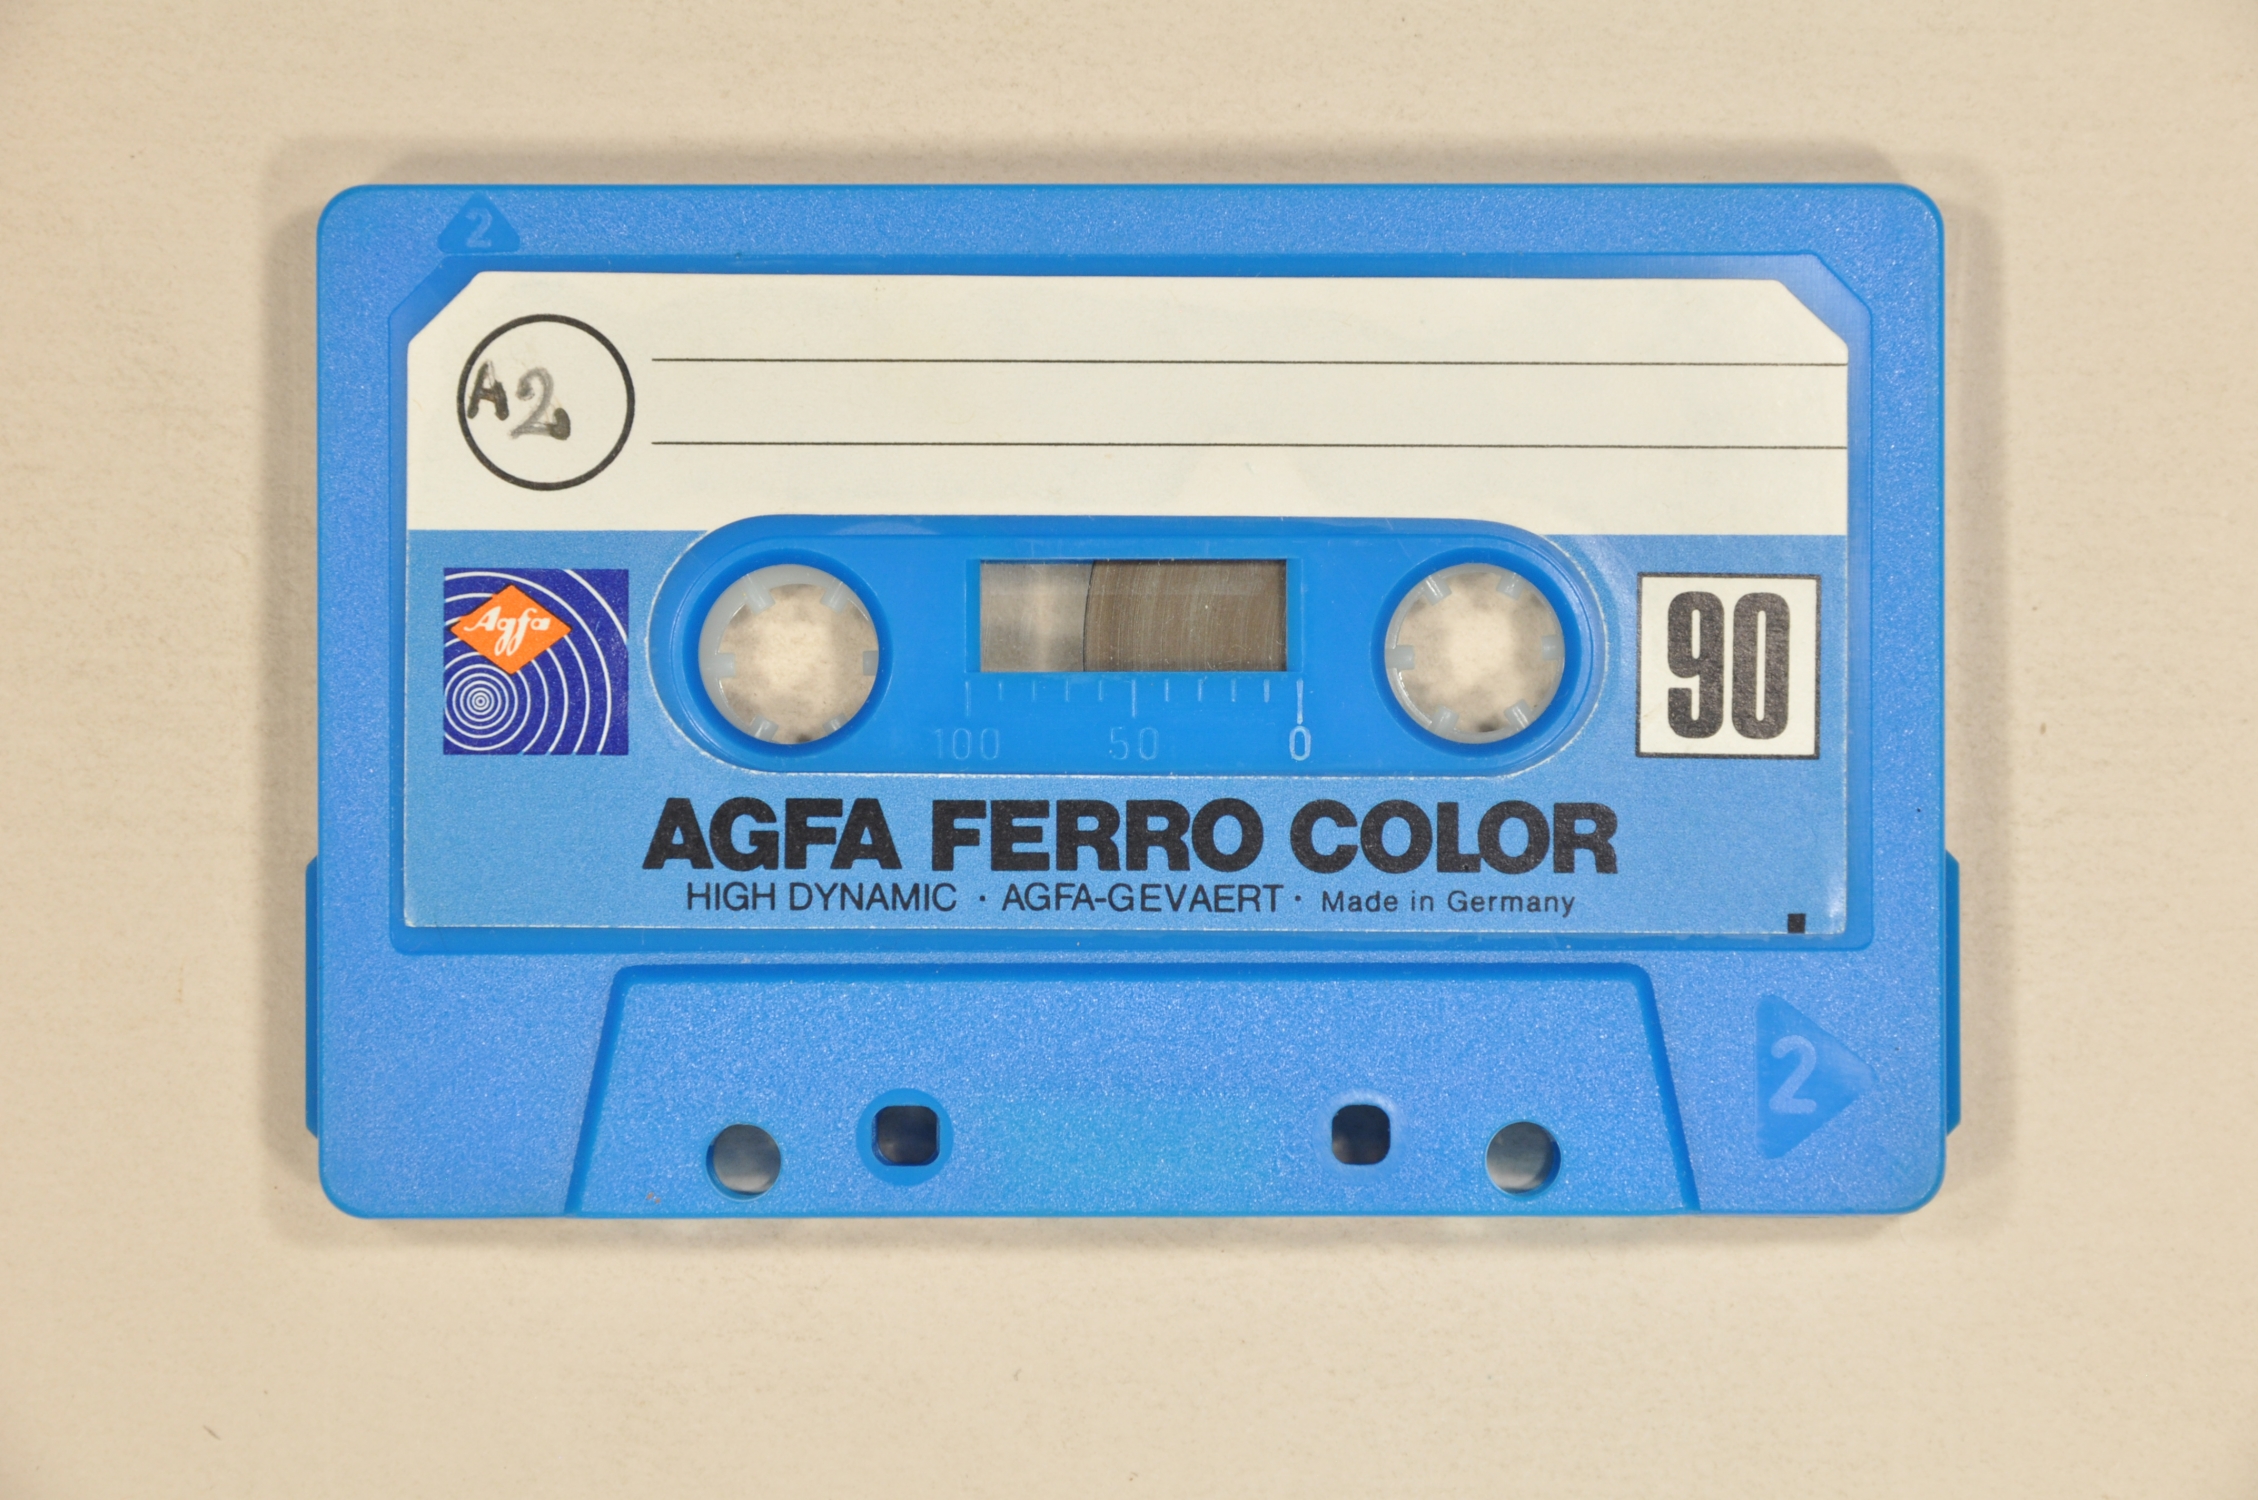 2
A2
Agfa
90
100 50 0
AGFA FERRO COLOR
HIGH DYNAMIC · AGFA-GEVAERT · Made in Germany
2